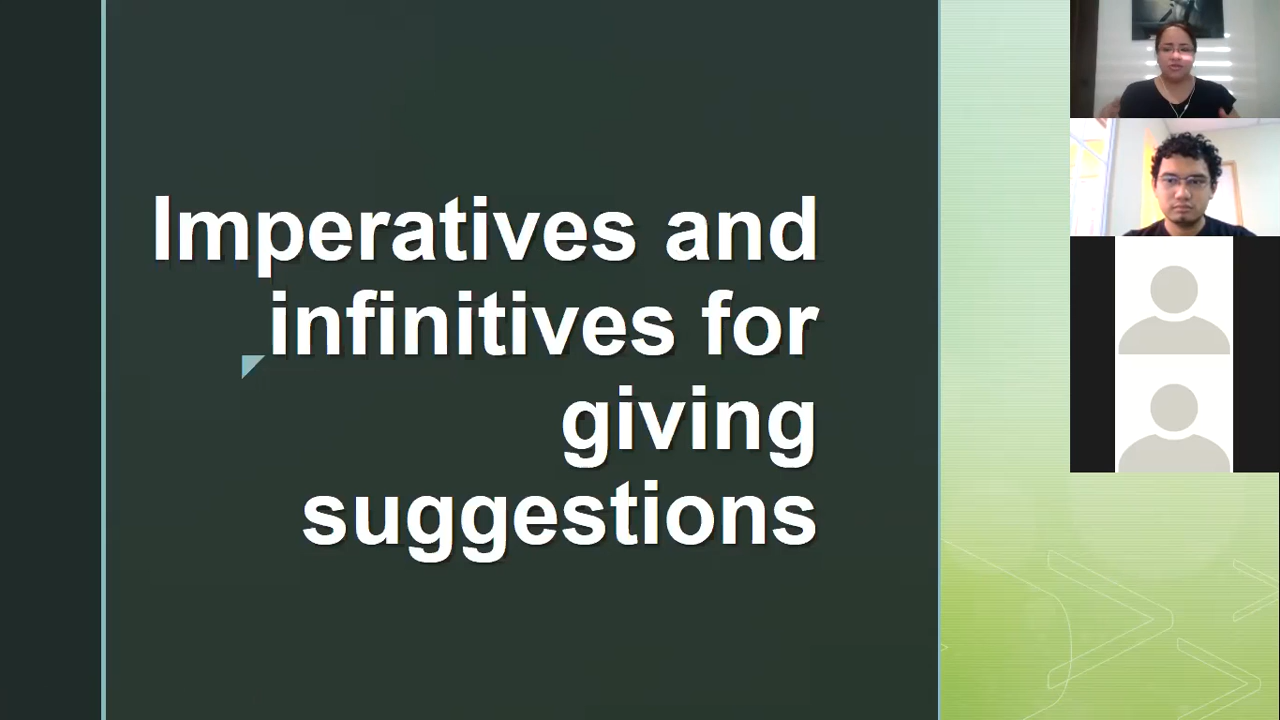 Imperatives and
infinitives for
giving
suggestions